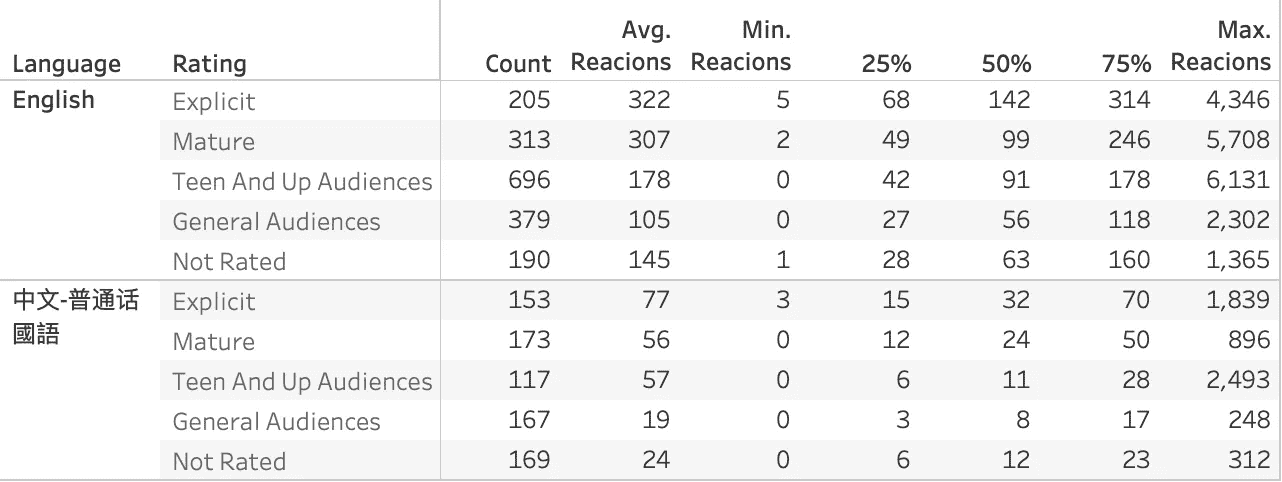 Language Rating Count Avg. Reacions Min. Reacions 25% 50% 75% Max. Reacions
English Explicit 205 322 5 68 142 314 4,346
Mature 313 307 2 49 99 246 5,708
Teen And Up Audiences 696 178 0 42 91 178 6,131
General Audiences 379 105 0 27 56 118 2,302
Not Rated 190 145 1 28 63 160 1,365
中文-普通话
國語
Explicit 153 77 3 15 32 70 1,839
Mature 173 56 0 12 24 50 896
Teen And Up Audiences 117 57 0 6 11 28 2,493
General Audiences 167 19 0 3 8 17 248
Not Rated 169 24 0 6 12 23 312